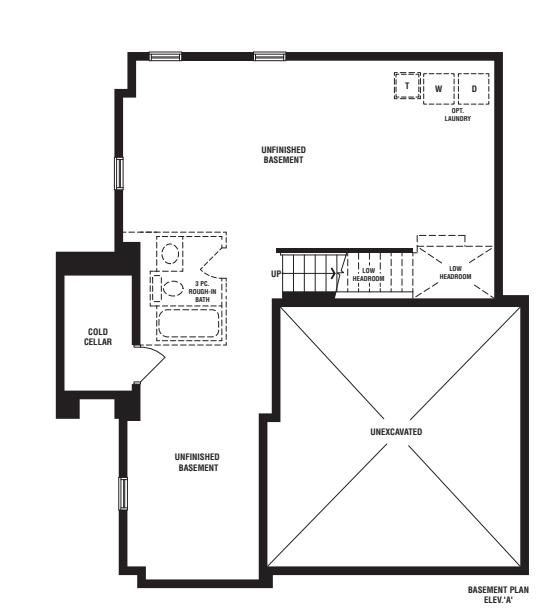 T W D
OPT.
LAUNDRY
UNFINISHED
BASEMENT
UP
LOW
HEADROOM
LOW
HEADROOM
3 PC.
ROUGH-IN
BATH
COLD
CELLAR
UNEXCAVATED
UNFINISHED
BASEMENT
BASEMENT PLAN
ELEV.'A'